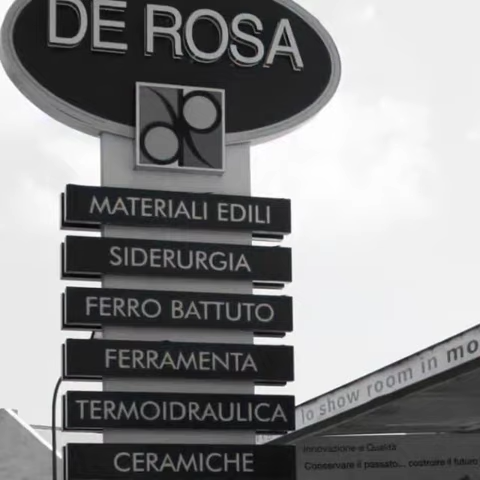 DE ROSA
MATERIALI EDILI
SIDERURGIA
FERRO BATTUTO
FERRAMENTA
TERMOIDRAULICA
CERAMICHE
lo show room in mo
Innovazione e Qualità
Conservare il passato... costruire il futuro